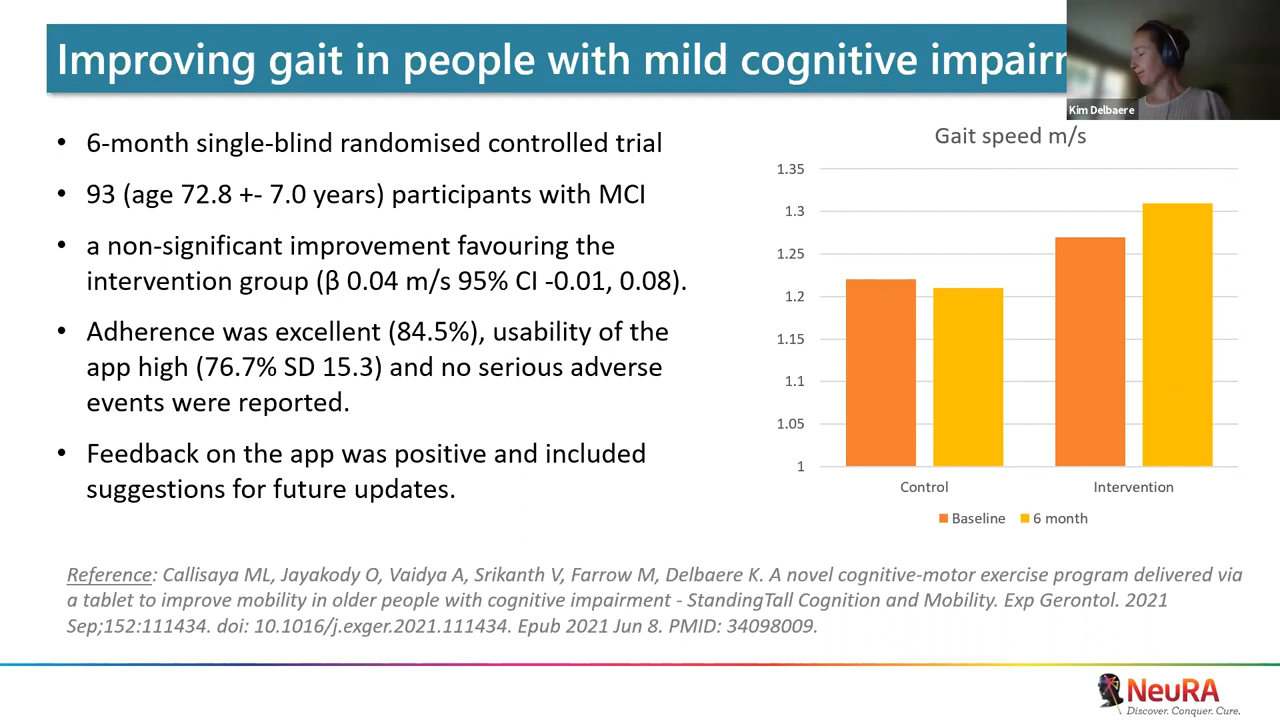 Improving gait in people with mild cognitive impair
Kim Delbaere
• 6-month single-blind randomised controlled trial
• 93 (age 72.8 +- 7.0 years) participants with MCI
• a non-significant improvement favouring the
intervention group (β 0.04 m/s 95% CI -0.01, 0.08).
• Adherence was excellent (84.5%), usability of the
app high (76.7% SD 15.3) and no serious adverse
events were reported.
• Feedback on the app was positive and included
suggestions for future updates.
Gait speed m/s
1.35
1.3
1.25
1.2
1.15
1.1
1.05
1
Control Intervention
Baseline 6 month
Reference: Callisaya ML, Jayakody O, Vaidya A, Srikanth V, Farrow M, Delbaere K. A novel cognitive-motor exercise program delivered via
a tablet to improve mobility in older people with cognitive impairment - StandingTall Cognition and Mobility. Exp Gerontol. 2021
Sep;152:111434. doi: 10.1016/j.exger.2021.111434. Epub 2021 Jun 8. PMID: 34098009.
NeuRA
Discover. Conquer. Cure.